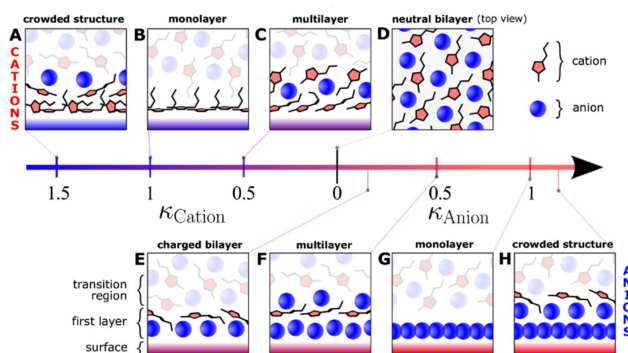 crowded structure
monolayer
multilayer
neutral bilayer (top view)
A
B
C
D
CATIONS
cation
anion
1.5
1
0.5
0
0.5
1
κCation
κAnion
charged bilayer
multilayer
monolayer
crowded structure
E
F
G
H
transition
region
first layer
surface
ANIONS